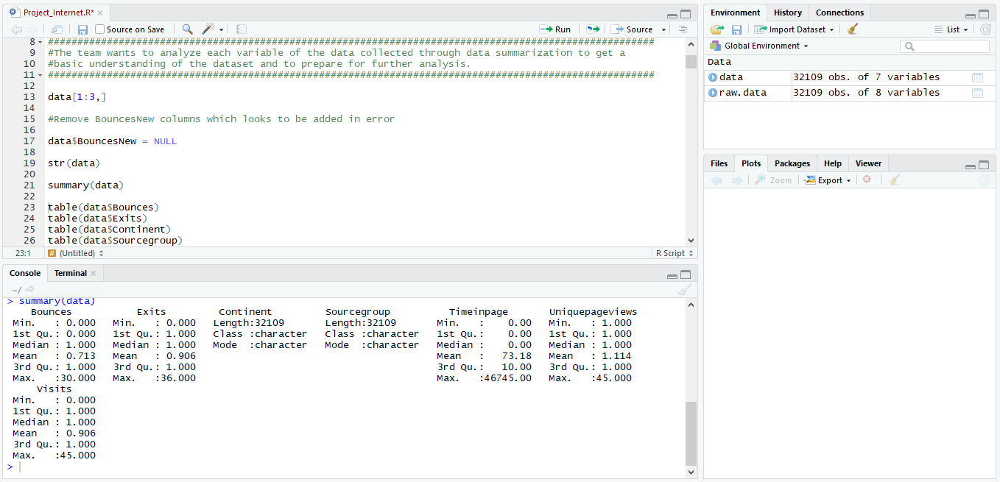 Project_Internet.R*
Source on Save
Run
Source
8 #######################################################################################################
9 #The team wants to analyze each variable of the data collected through data summarization to get a
10 #basic understanding of the dataset and to prepare for further analysis.
11 #######################################################################################################
12
13 data[1:3,]
14
15 #Remove BouncesNew columns which looks to be added in error
16
17 data$BouncesNew = NULL
18
19 str(data)
20
21 summary(data)
22
23 table(data$Bounces)
24 table(data$Exits)
25 table(data$Continent)
26 table(data$Sourcegroup)
23:1 # (Untitled) R Script
Console Terminal
~/
> summary(data)
Bounces Exits Continent Sourcegroup Timeinpage Uniquepageviews
Min. : 0.000 Min. : 0.000 Length:32109 Length:32109 Min. : 0.00 Min. : 1.000
1st Qu.: 0.000 1st Qu.: 1.000 Class :character Class :character 1st Qu.: 0.00 1st Qu.: 1.000
Median : 1.000 Median : 1.000 Mode :character Mode :character Median : 0.00 Median : 1.000
Mean : 0.713 Mean : 0.906 Mean : 73.18 Mean : 1.114
3rd Qu.: 1.000 3rd Qu.: 1.000 3rd Qu.: 10.00 3rd Qu.: 1.000
Max. :30.000 Max. :36.000 Max. :46745.00 Max. :45.000
Visits
Min. : 0.000
1st Qu.: 1.000
Median : 1.000
Mean : 0.906
3rd Qu.: 1.000
Max. :45.000
>
Environment History Connections
Import Dataset List
Global Environment
Data
data 32109 obs. of 7 variables
raw.data 32109 obs. of 8 variables
Files Plots Packages Help Viewer
Zoom Export